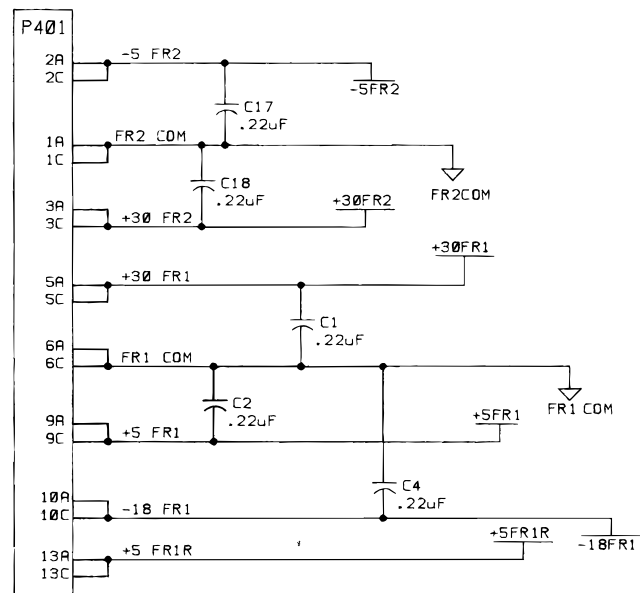 P401
2A
-5 FR2
2C
-5FR2
C17
.22uF
1A
FR2 COM
1C
C18
.22uF
FR2COM
3A
+30FR2
3C
+30 FR2
+30FR1
5A
+30 FR1
5C
C1
.22uF
6A
6C
FR1 COM
C2
.22uF
FR1 COM
9A
+5FR1
9C
+5 FR1
C4
.22uF
10A
10C
-18 FR1
+5FR1R
-18FR1
13A
+5 FR1R
13C